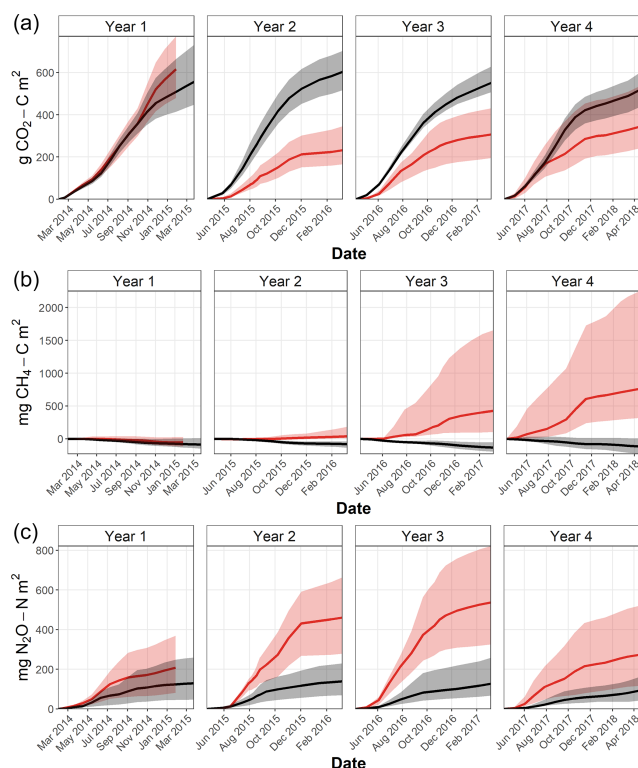 (a)
Year 1
Year 2
Year 3
Year 4
g CO₂ – C m²
600
400
200
0
Mar 2014
May 2014
Jul 2014
Sep 2014
Nov 2014
Jan 2015
Mar 2015
Jun 2015
Aug 2015
Oct 2015
Dec 2015
Feb 2016
Jun 2016
Aug 2016
Oct 2016
Dec 2016
Feb 2017
Jun 2017
Aug 2017
Oct 2017
Dec 2017
Feb 2018
Apr 2018
Date
(b)
Year 1
Year 2
Year 3
Year 4
mg CH₄ – C m²
2000
1500
1000
500
0
Mar 2014
May 2014
Jul 2014
Sep 2014
Nov 2014
Jan 2015
Mar 2015
Jun 2015
Aug 2015
Oct 2015
Dec 2015
Feb 2016
Jun 2016
Aug 2016
Oct 2016
Dec 2016
Feb 2017
Jun 2017
Aug 2017
Oct 2017
Dec 2017
Feb 2018
Apr 2018
Date
(c)
Year 1
Year 2
Year 3
Year 4
mg N₂O – N m²
800
600
400
200
0
Mar 2014
May 2014
Jul 2014
Sep 2014
Nov 2014
Jan 2015
Mar 2015
Jun 2015
Aug 2015
Oct 2015
Dec 2015
Feb 2016
Jun 2016
Aug 2016
Oct 2016
Dec 2016
Feb 2017
Jun 2017
Aug 2017
Oct 2017
Dec 2017
Feb 2018
Apr 2018
Date